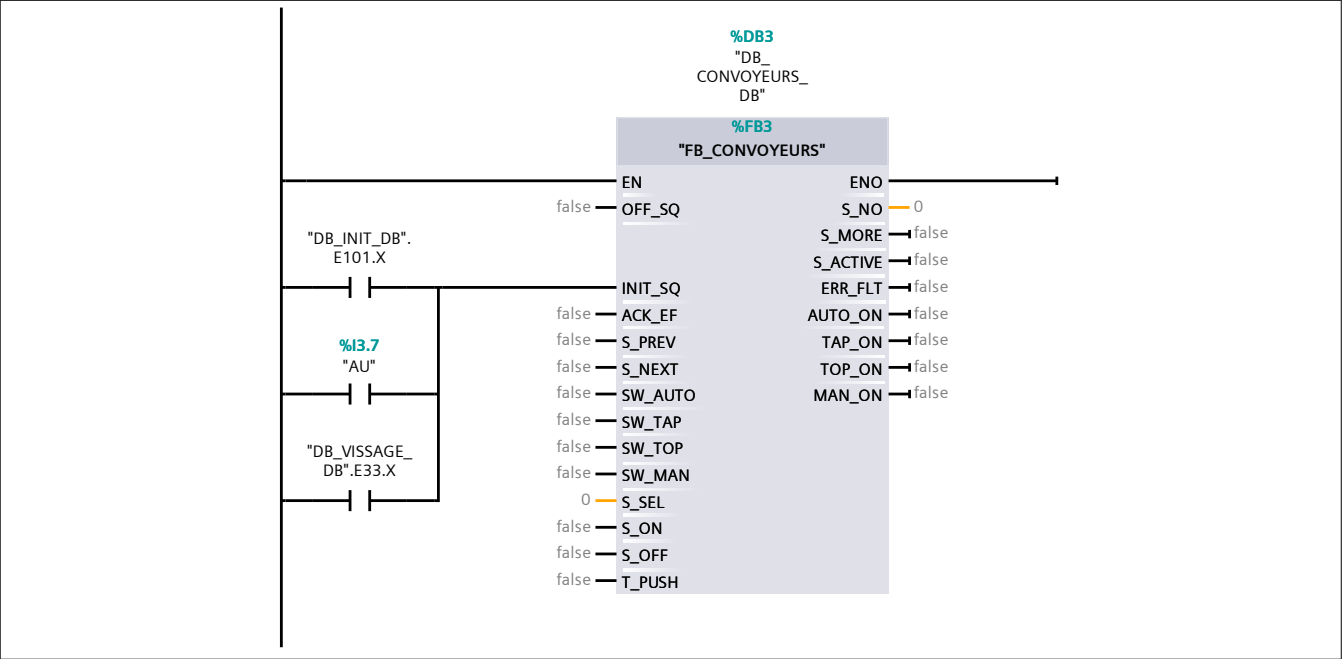 %DB3
"DB_
CONVOYEURS_
DB"
%FB3
"FB_CONVOYEURS"
EN ENO
false OFF_SQ S_NO 0
S_MORE false
"DB_INIT_DB".
E101.X
S_ACTIVE false
INIT_SQ ERR_FLT false
false ACK_EF AUTO_ON false
%I3.7
"AU"
false S_PREV TAP_ON false
false S_NEXT TOP_ON false
false SW_AUTO MAN_ON false
false SW_TAP
"DB_VISSAGE_
DB".E33.X
false SW_TOP
false SW_MAN
0 S_SEL
false S_ON
false S_OFF
false T_PUSH